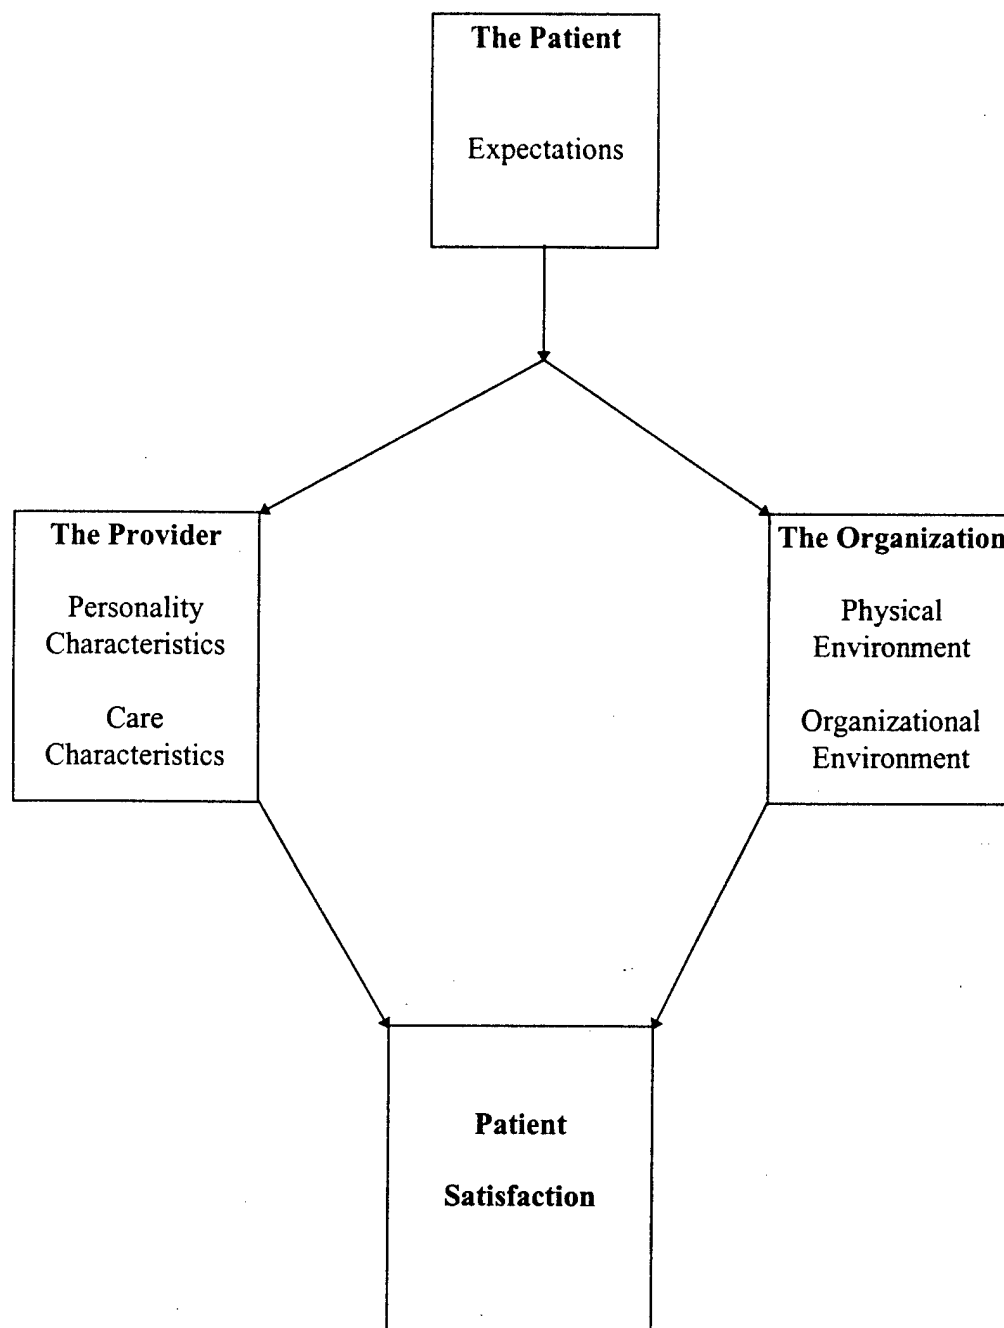 The Patient
Expectations
The Provider
Personality
Characteristics
Care
Characteristics
The Organization
Physical
Environment
Organizational
Environment
Patient
Satisfaction